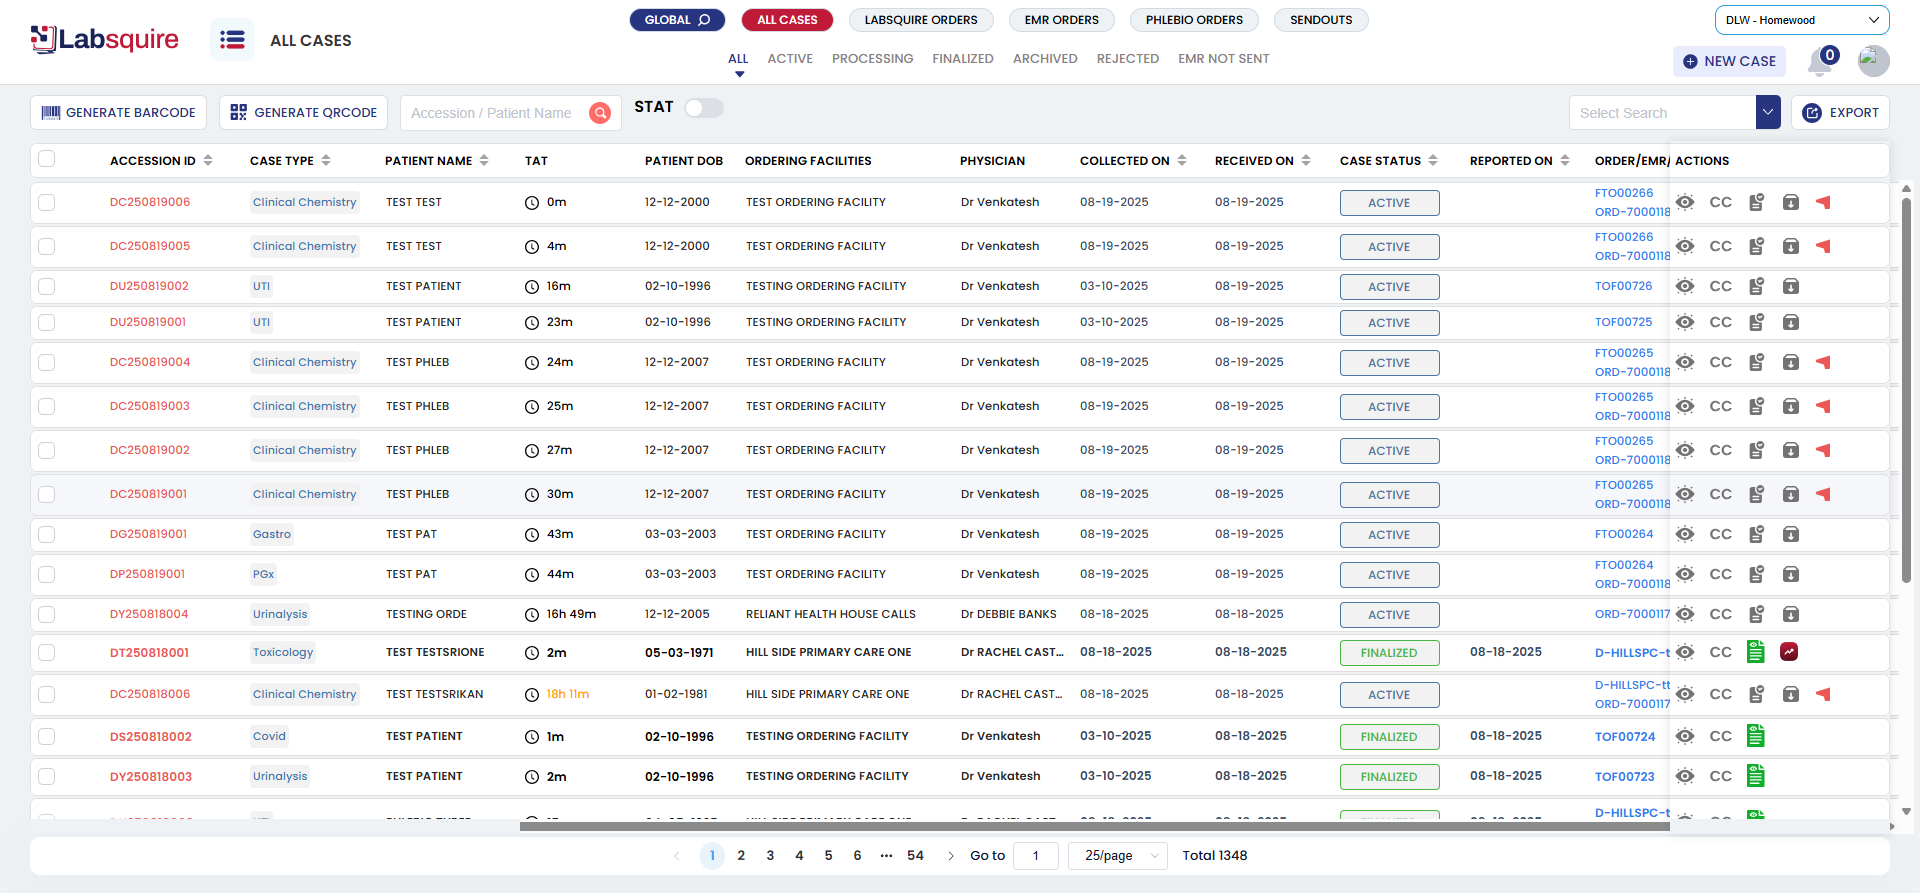 Labsquire
ALL CASES
GLOBAL
ALL CASES
LABSQUIRE ORDERS
EMR ORDERS
PHLEBIO ORDERS
SENDOUTS
ALL
ACTIVE
PROCESSING
FINALIZED
ARCHIVED
REJECTED
EMR NOT SENT
DLW - Homewood
NEW CASE
0
GENERATE BARCODE
GENERATE QRCODE
Accession / Patient Name
STAT
Select Search
EXPORT
ACCESSION ID CASE TYPE PATIENT NAME TAT PATIENT DOB ORDERING FACILITIES PHYSICIAN COLLECTED ON RECEIVED ON CASE STATUS REPORTED ON ORDER/EMR/ ACTIONS
DC250819006 Clinical Chemistry TEST TEST 0m 12-12-2000 TEST ORDERING FACILITY Dr Venkatesh 08-19-2025 08-19-2025 ACTIVE FTO00266 CC
ORD-7000118
DC250819005 Clinical Chemistry TEST TEST 4m 12-12-2000 TEST ORDERING FACILITY Dr Venkatesh 08-19-2025 08-19-2025 ACTIVE FTO00266 CC
ORD-7000118
DU250819002 UTI TEST PATIENT 16m 02-10-1996 TESTING ORDERING FACILITY Dr Venkatesh 03-10-2025 08-19-2025 ACTIVE TOF00726 CC
DU250819001 UTI TEST PATIENT 23m 02-10-1996 TESTING ORDERING FACILITY Dr Venkatesh 03-10-2025 08-19-2025 ACTIVE TOF00725 CC
DC250819004 Clinical Chemistry TEST PHLEB 24m 12-12-2007 TEST ORDERING FACILITY Dr Venkatesh 08-19-2025 08-19-2025 ACTIVE FTO00265 CC
ORD-7000118
DC250819003 Clinical Chemistry TEST PHLEB 25m 12-12-2007 TEST ORDERING FACILITY Dr Venkatesh 08-19-2025 08-19-2025 ACTIVE FTO00265 CC
ORD-7000118
DC250819002 Clinical Chemistry TEST PHLEB 27m 12-12-2007 TEST ORDERING FACILITY Dr Venkatesh 08-19-2025 08-19-2025 ACTIVE FTO00265 CC
ORD-7000118
DC250819001 Clinical Chemistry TEST PHLEB 30m 12-12-2007 TEST ORDERING FACILITY Dr Venkatesh 08-19-2025 08-19-2025 ACTIVE FTO00265 CC
ORD-7000118
DG250819001 Gastro TEST PAT 43m 03-03-2003 TEST ORDERING FACILITY Dr Venkatesh 08-19-2025 08-19-2025 ACTIVE FTO00264 CC
DP250819001 PGx TEST PAT 44m 03-03-2003 TEST ORDERING FACILITY Dr Venkatesh 08-19-2025 08-19-2025 ACTIVE FTO00264 CC
ORD-7000118
DY250818004 Urinalysis TESTING ORDE 16h 49m 12-12-2005 RELIANT HEALTH HOUSE CALLS Dr DEBBIE BANKS 08-18-2025 08-18-2025 ACTIVE ORD-7000117 CC
DT250818001 Toxicology TEST TESTSRIONE 2m 05-03-1971 HILL SIDE PRIMARY CARE ONE Dr RACHEL CAST... 08-18-2025 08-18-2025 FINALIZED 08-18-2025 D-HILLSPC-t CC
DC250818006 Clinical Chemistry TEST TESTSRIKAN 18h 11m 01-02-1981 HILL SIDE PRIMARY CARE ONE Dr RACHEL CAST... 08-18-2025 08-18-2025 ACTIVE D-HILLSPC-tt CC
ORD-7000117
DS250818002 Covid TEST PATIENT 1m 02-10-1996 TESTING ORDERING FACILITY Dr Venkatesh 03-10-2025 08-18-2025 FINALIZED 08-18-2025 TOF00724 CC
DY250818003 Urinalysis TEST PATIENT 2m 02-10-1996 TESTING ORDERING FACILITY Dr Venkatesh 03-10-2025 08-18-2025 FINALIZED 08-18-2025 TOF00723 CC
D-HILLSPC-t
1 2 3 4 5 6 ••• 54 Go to 1 25/page Total 1348